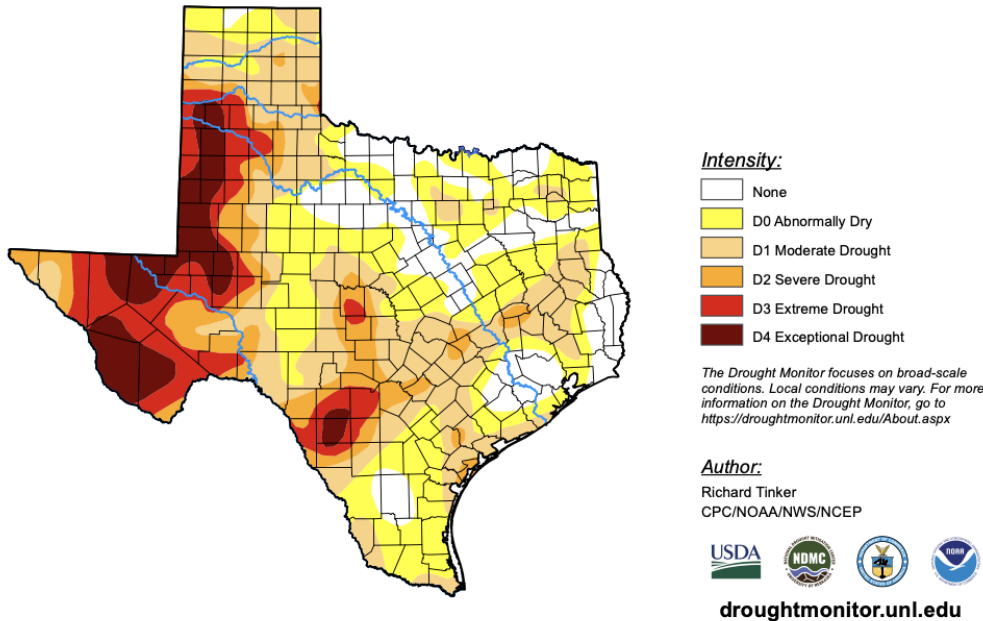 Intensity:
None
D0 Abnormally Dry
D1 Moderate Drought
D2 Severe Drought
D3 Extreme Drought
D4 Exceptional Drought
The Drought Monitor focuses on broad-scale
conditions. Local conditions may vary. For more
information on the Drought Monitor, go to
https://droughtmonitor.unl.edu/About.aspx
Author:
Richard Tinker
CPC/NOAA/NWS/NCEP
USDA
NDMC
NOAA
droughtmonitor.unl.edu